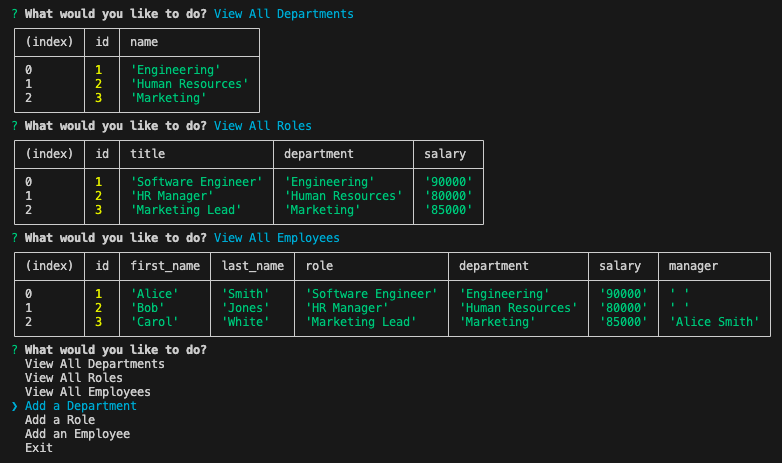 ? What would you like to do? View All Departments
(index) id name
0 1 'Engineering'
1 2 'Human Resources'
2 3 'Marketing'
? What would you like to do? View All Roles
(index) id title department salary
0 1 'Software Engineer' 'Engineering' '90000'
1 2 'HR Manager' 'Human Resources' '80000'
2 3 'Marketing Lead' 'Marketing' '85000'
? What would you like to do? View All Employees
(index) id first_name last_name role department salary manager
0 1 'Alice' 'Smith' 'Software Engineer' 'Engineering' '90000' ' '
1 2 'Bob' 'Jones' 'HR Manager' 'Human Resources' '80000' ' '
2 3 'Carol' 'White' 'Marketing Lead' 'Marketing' '85000' 'Alice Smith'
? What would you like to do?
View All Departments
View All Roles
View All Employees
❯ Add a Department
Add a Role
Add an Employee
Exit